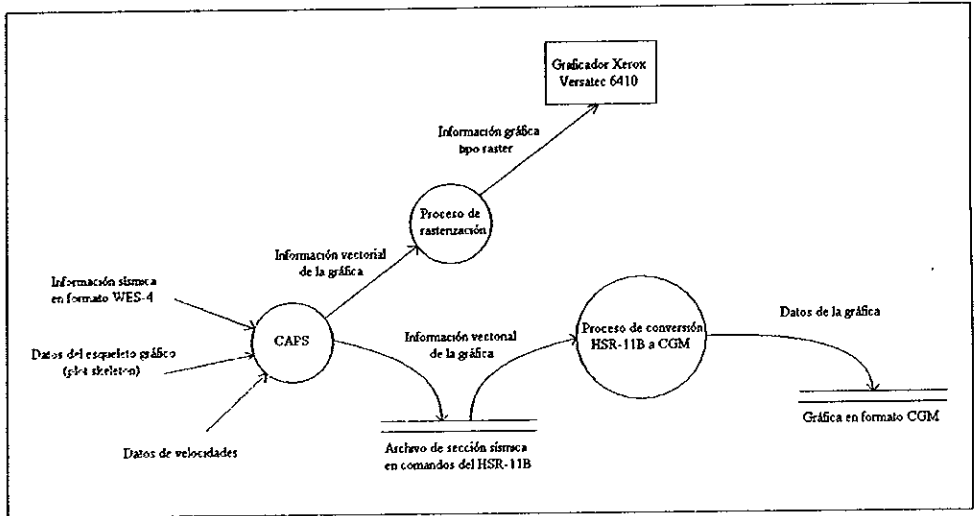 Graficador Xerox
Versatec 6410
Información gráfica
tipo raster
Proceso de
rasterización
Información vectorial
de la gráfica
Información sísmica
en formato WES-4
CAPS
Datos del esqueleto gráfico
(plot skeleton)
Datos de velocidades
Información vectorial
de la gráfica
Proceso de conversión
HSR-11B a CGM
Datos de la gráfica
Archivo de sección sísmica
en comandos del HSR-11B
Gráfica en formato CGM